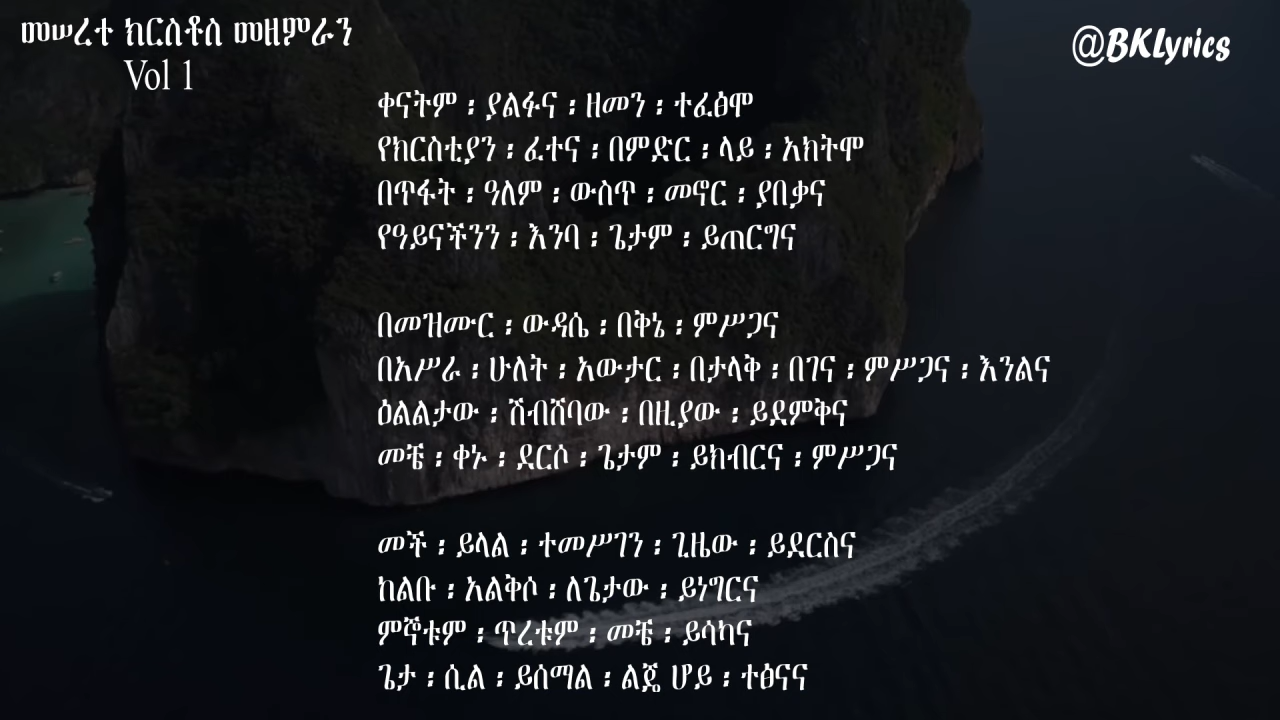 መሠረተ ክርስቶስ መዘምራን
Vol 1
@BKLyrics
ቀናትም ፡ ያልፋና ፡ ዘመን ፡ ተፈፅሞ
የክርስቲያን ፡ ፈተና ፡ በምድር ፡ ላይ ፡ አክትሞ
በጥፋት ፡ ዓለም ፡ ውስጥ ፡ መኖር ፡ ያበቃና
የዓይናችንን ፡ እንባ ፡ ጌታም ፡ ይጠርግና
በመዝሙር ፡ ውዳሴ ፡ በቅኔ ፡ ምሥጋና
በአሥራ ፡ ሁለት ፡ አውታር ፡ በታላቅ ፡ በገና ፡ ምሥጋና ፡ እንልና
ዕልልታው ፡ ሽብሸባው ፡ በዚያው ፡ ይደምቅና
መቼ ፡ ቀኑ ፡ ደርሶ ፡ ጌታም ፡ ይክብርና ፡ ምሥጋና
መች ፡ ይላል ፡ ተመሥገን ፡ ጊዜው ፡ ይደርስና
ከልቡ ፡ አልቅሶ ፡ ለጌታው ፡ ይነግርና
ምኞቱም ፡ ጥረቱም ፡ መቼ ፡ ይሳካና
ጌታ ፡ ሲል ፡ ይሰማል ፡ ልጄ ሆይ ፡ ተፅናና